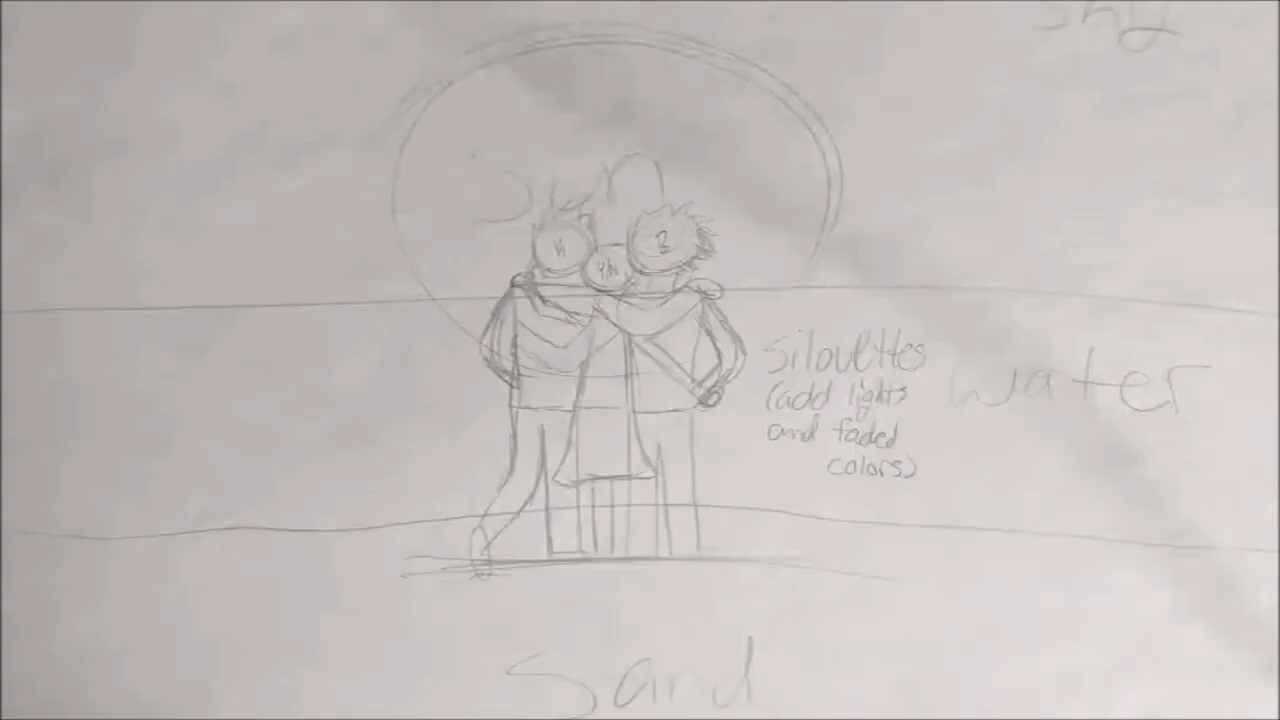 sky
Sun
Silouettes
(add lights
and faded
colors)
water
Sand